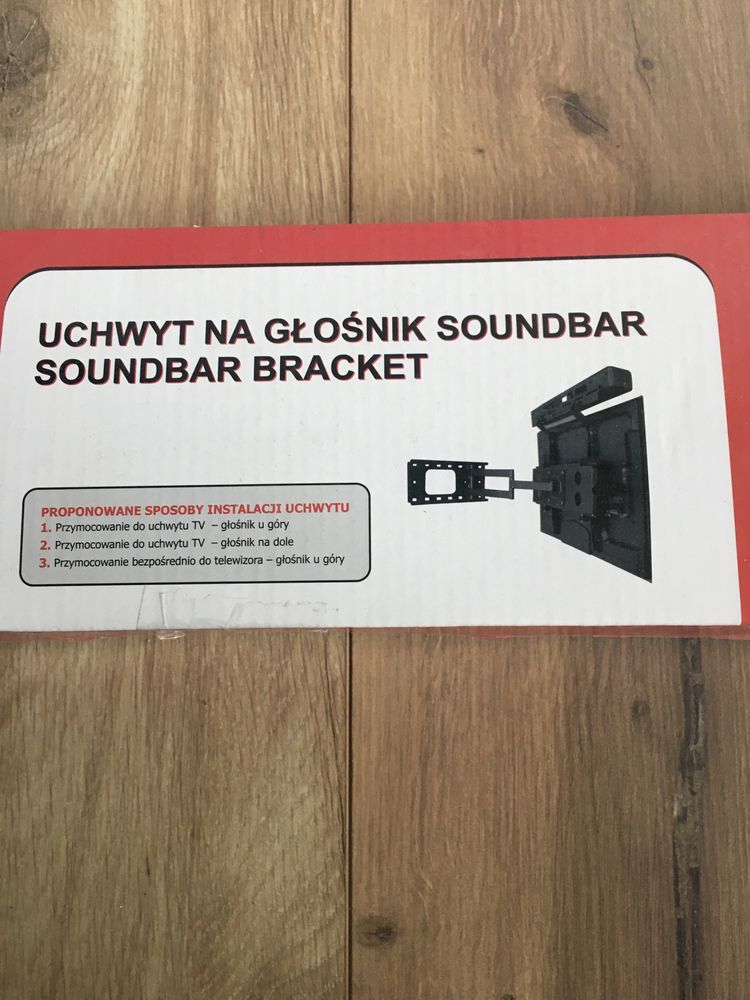 UCHWYT NA GŁOŚNIK SOUNDBAR
SOUNDBAR BRACKET
PROPONOWANE SPOSOBY INSTALACJI UCHWYTU
1. Przymocowanie do uchwytu TV – głośnik u góry
2. Przymocowanie do uchwytu TV – głośnik na dole
3. Przymocowanie bezpośrednio do telewizora – głośnik u góry